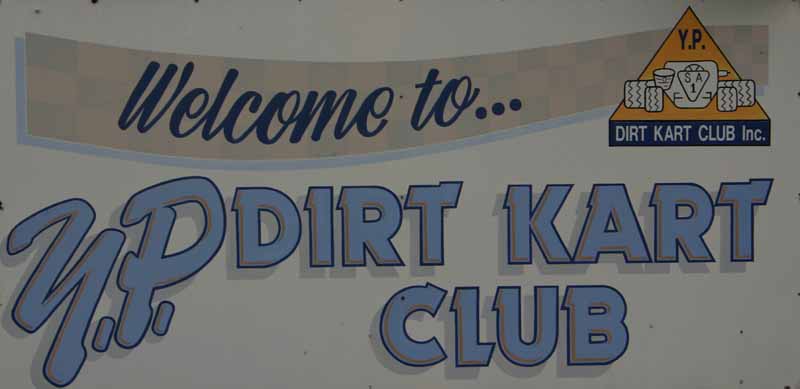 Welcome to...
Y.P.
S A
1
DIRT KART CLUB Inc.
Y.P. DIRT KART
CLUB